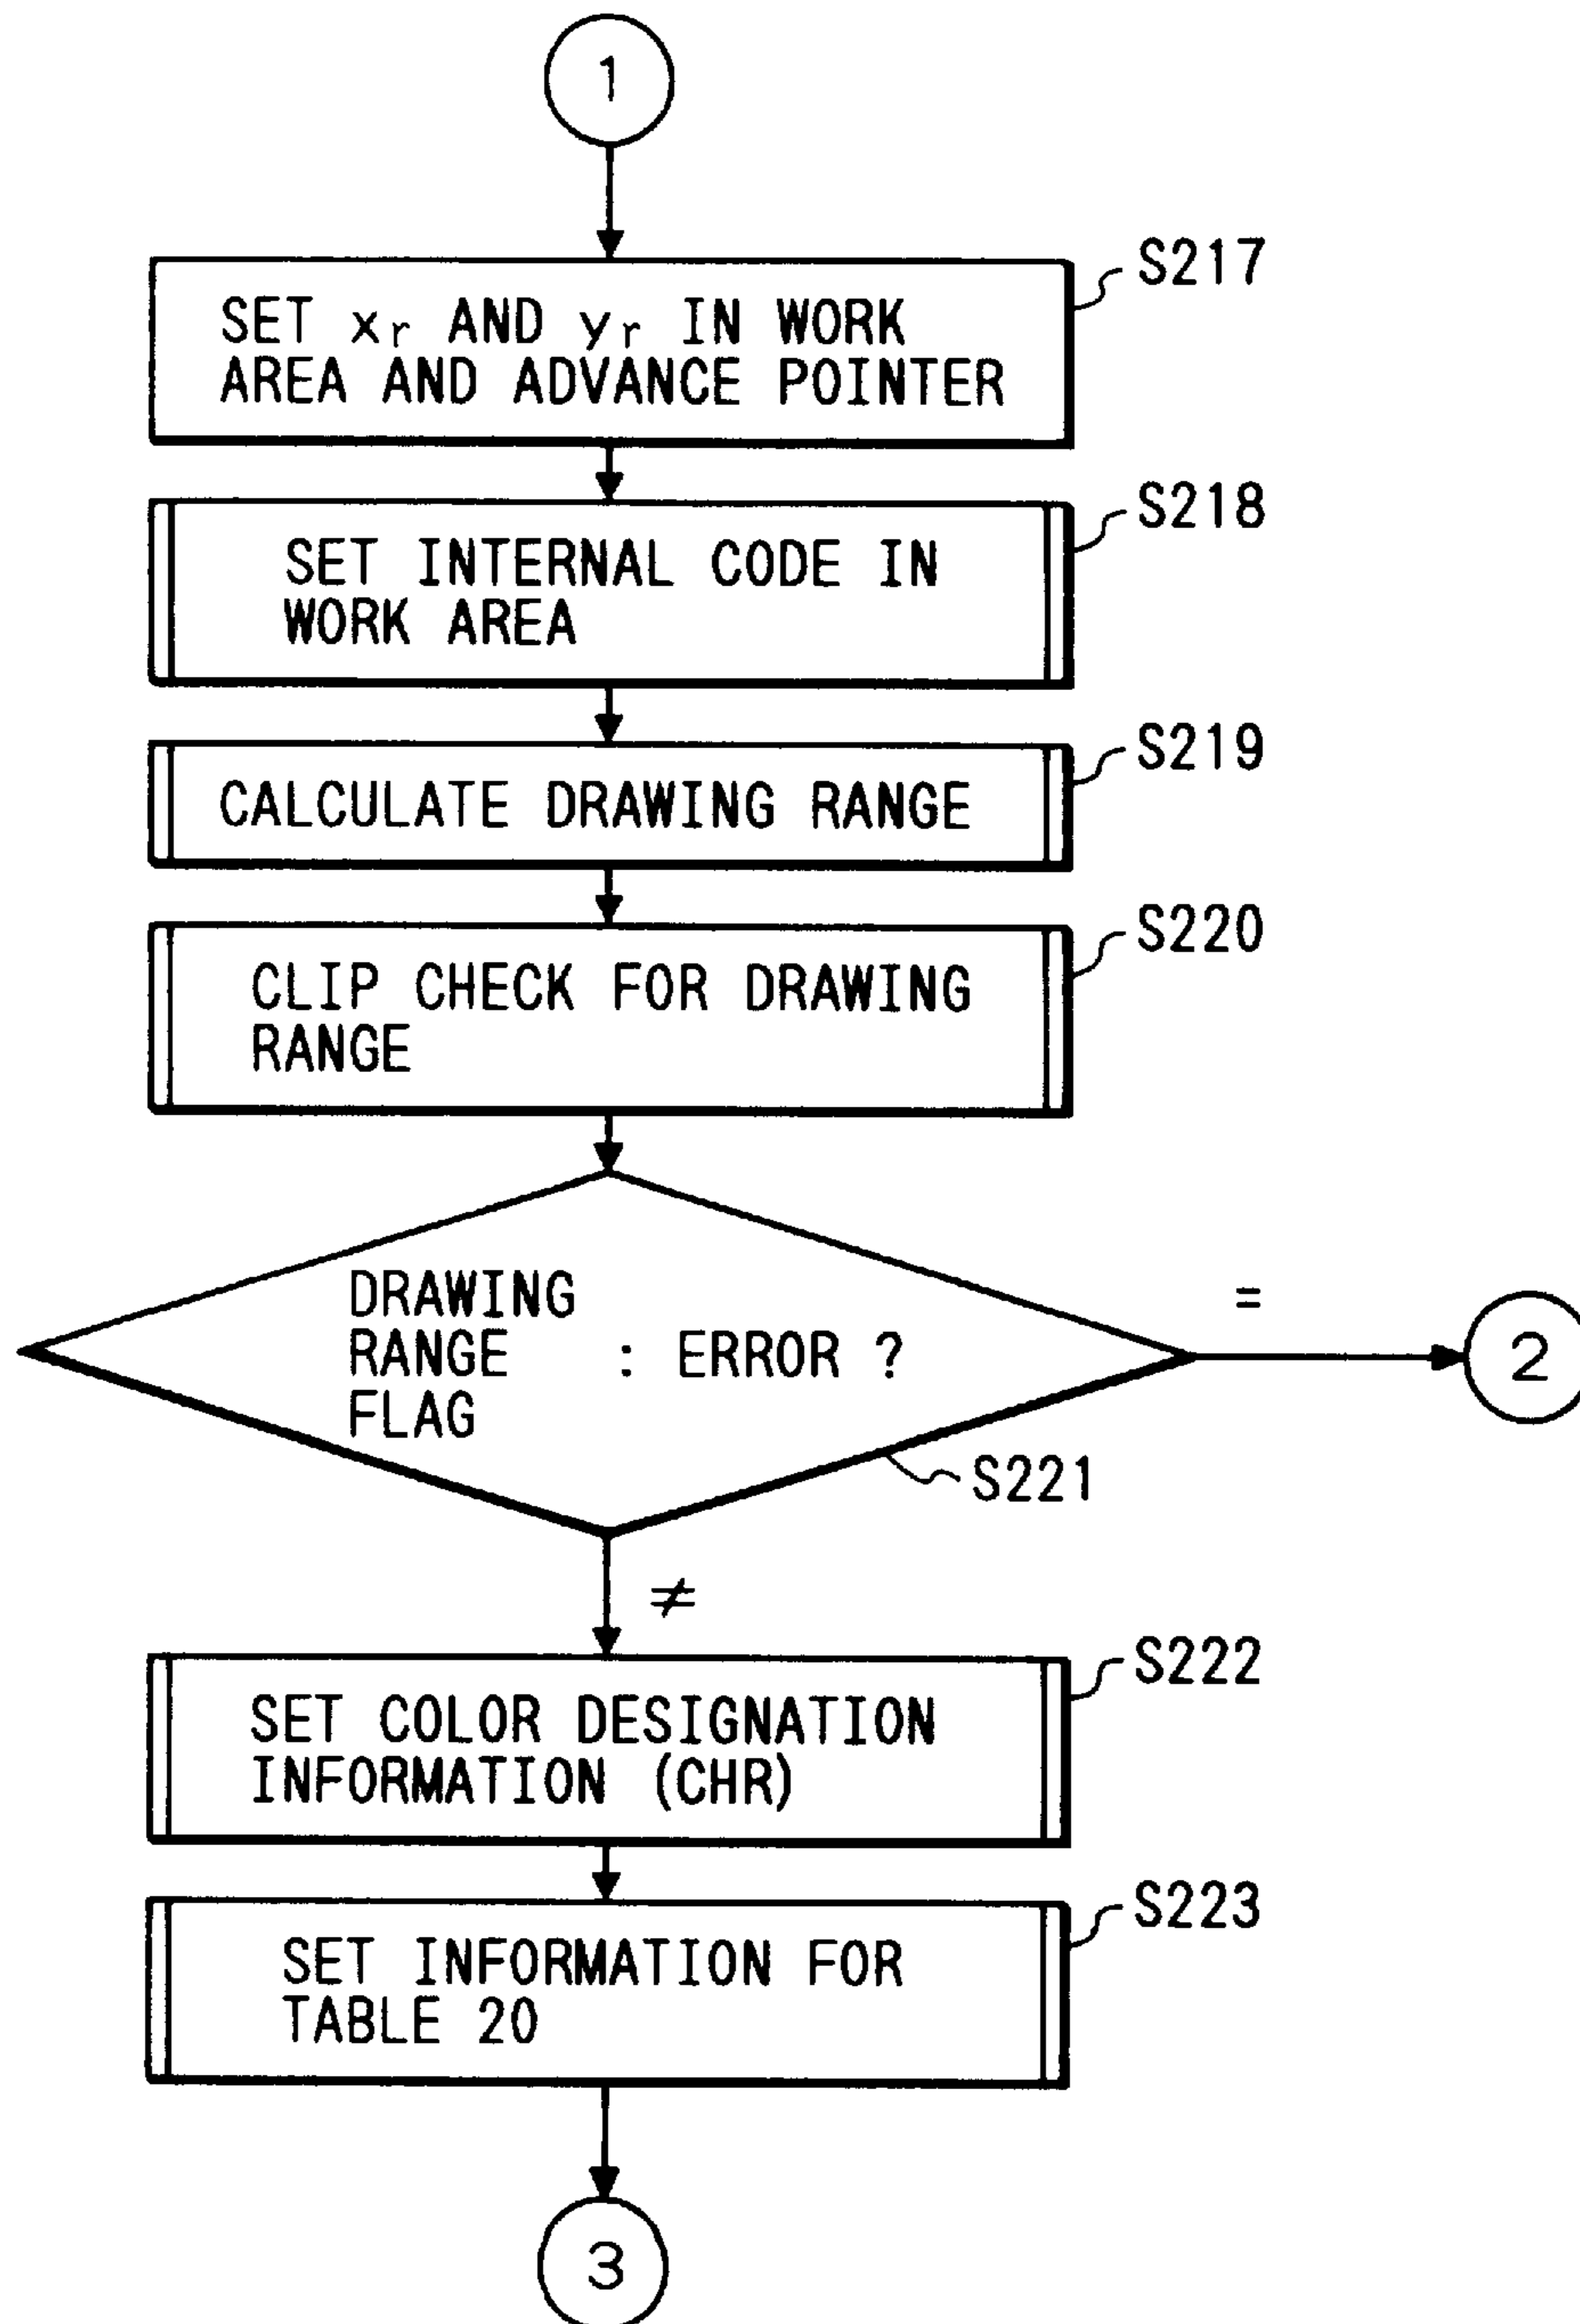 1
S217
SET xr AND yr IN WORK
AREA AND ADVANCE POINTER
S218
SET INTERNAL CODE IN
WORK AREA
S219
CALCULATE DRAWING RANGE
S220
CLIP CHECK FOR DRAWING
RANGE
DRAWING
RANGE : ERROR ?
FLAG
=
2
S221
≠
S222
SET COLOR DESIGNATION
INFORMATION (CHR)
S223
SET INFORMATION FOR
TABLE 20
3